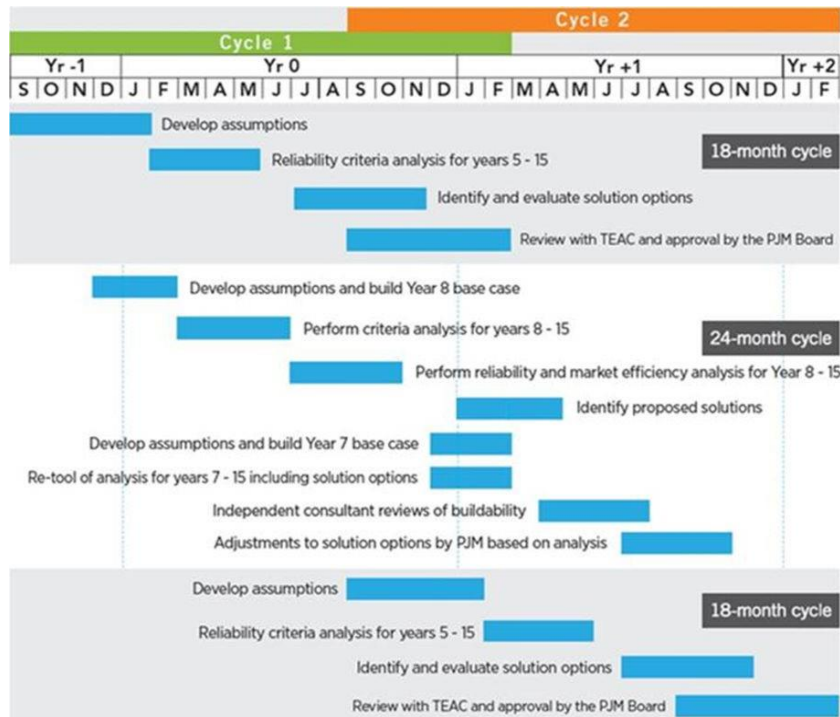 Cycle 2
Cycle 1
Yr -1 Yr 0 Yr +1 Yr +2
S O N D J F M A M J J A S O N D J F M A M J J A S O N D J F
Develop assumptions
18-month cycle
Reliability criteria analysis for years 5 - 15
Identify and evaluate solution options
Review with TEAC and approval by the PJM Board
Develop assumptions and build Year 8 base case
Perform criteria analysis for years 8 - 15
24-month cycle
Perform reliability and market efficiency analysis for Year 8 - 15
Identify proposed solutions
Develop assumptions and build Year 7 base case
Re-tool of analysis for years 7 - 15 including solution options
Independent consultant reviews of buildability
Adjustments to solution options by PJM based on analysis
Develop assumptions
18-month cycle
Reliability criteria analysis for years 5 - 15
Identify and evaluate solution options
Review with TEAC and approval by the PJM Board